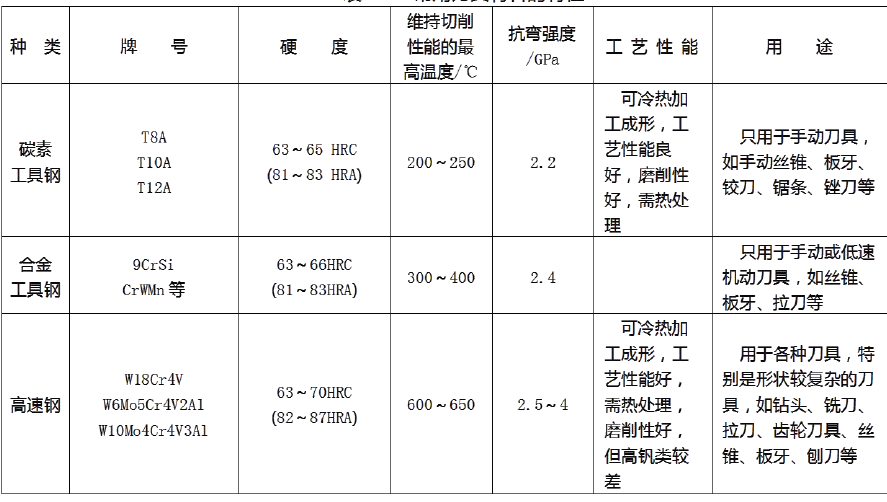 种 类
牌 号
硬 度
维持切削
性能的最
高温度/℃
抗弯强度
/GPa
工 艺 性 能
用 途
碳素
工具钢
T8A
T10A
T12A
63～65 HRC
(81～83 HRA)
200～250
2.2
可冷热加
工成形，工
艺性能良
好，磨削性
好，需热处
理
只用于手动刀具，
如手动丝锥、板牙、
铰刀、锯条、锉刀等
合金
工具钢
9CrSi
CrWMn 等
63～66HRC
(81～83HRA)
300～400
2.4
只用于手动或低速
机动刀具，如丝锥、
板牙、拉刀等
高速钢
W18Cr4V
W6Mo5Cr4V2Al
W10Mo4Cr4V3Al
63～70HRC
(82～87HRA)
600～650
2.5～4
可冷热加
工成形，工
艺性能好，
需热处理，
磨削性好，
但高钒类较
差
用于各种刀具，特
别是形状较复杂的刀
具，如钻头、铣刀、
拉刀、齿轮刀具、丝
锥、板牙、刨刀等